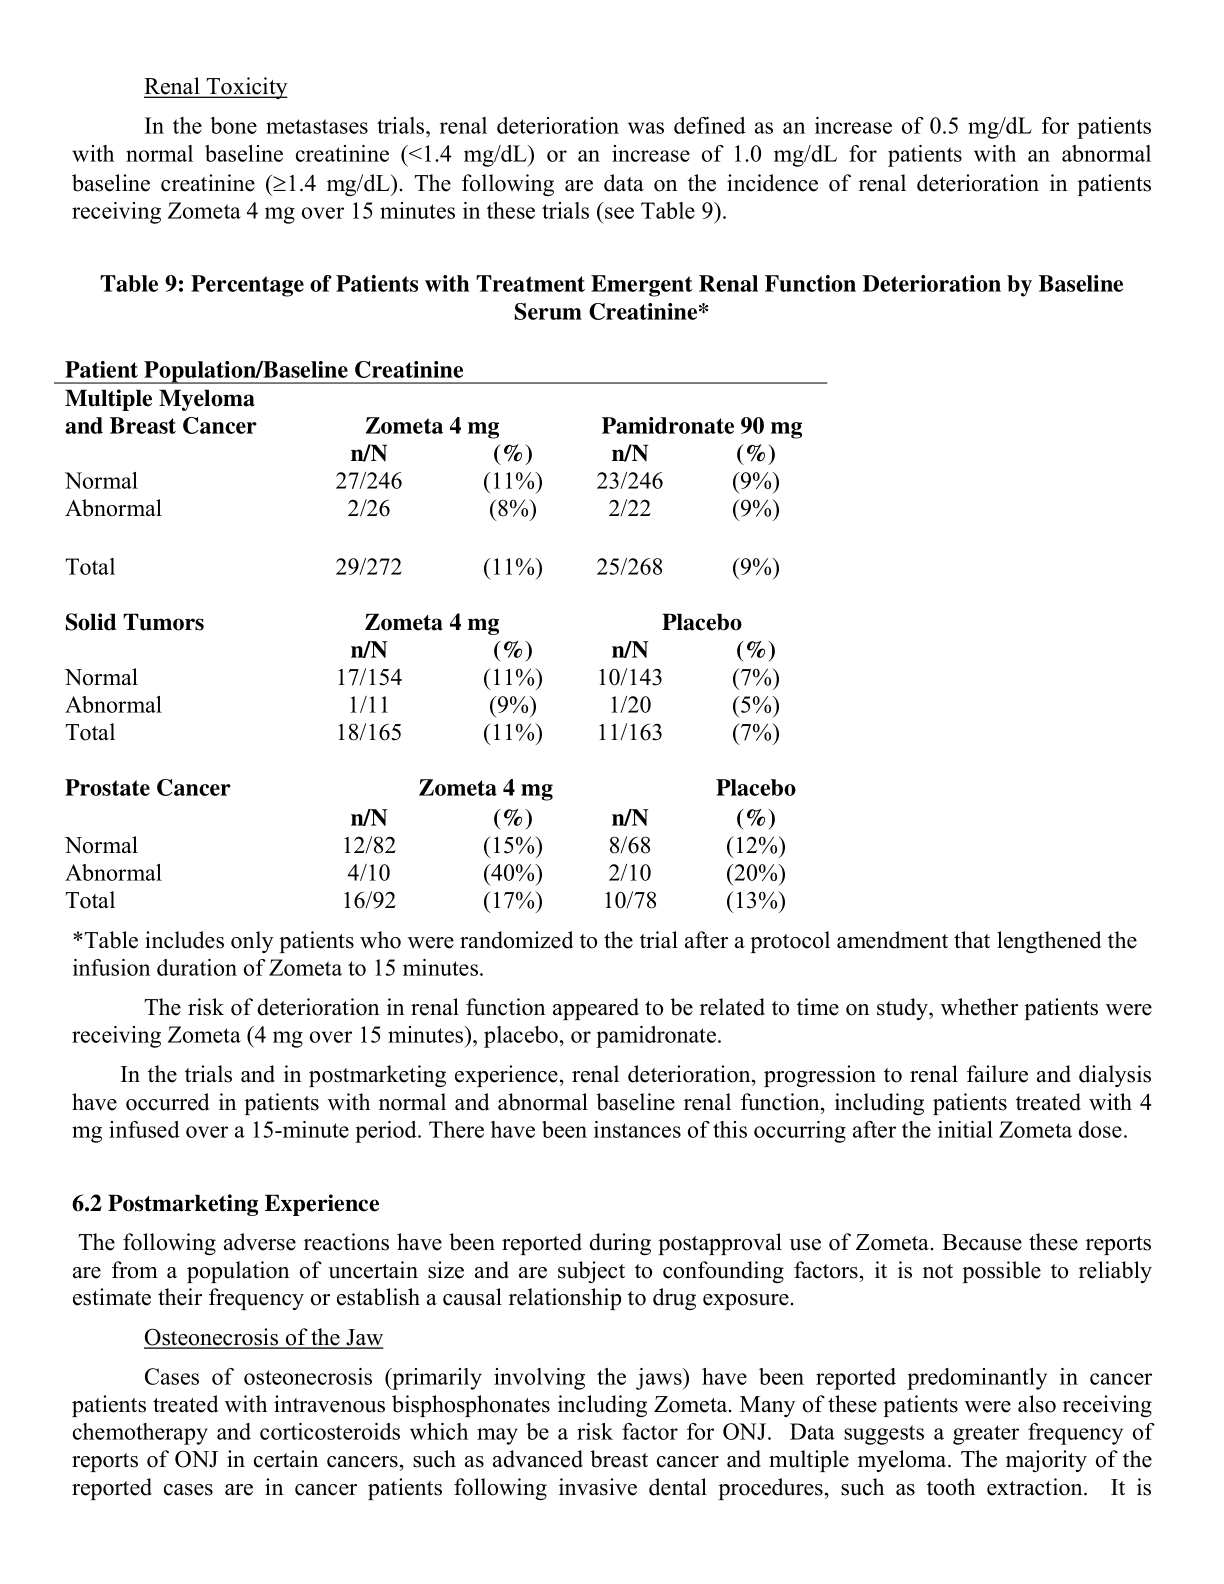 Renal Toxicity
In the bone metastases trials, renal deterioration was defined as an increase of 0.5 mg/dL for patients
with normal baseline creatinine (<1.4 mg/dL) or an increase of 1.0 mg/dL for patients with an abnormal
baseline creatinine (≥1.4 mg/dL). The following are data on the incidence of renal deterioration in patients
receiving Zometa 4 mg over 15 minutes in these trials (see Table 9).
Table 9: Percentage of Patients with Treatment Emergent Renal Function Deterioration by Baseline
Serum Creatinine*
Patient Population/Baseline Creatinine
Multiple Myeloma
and Breast Cancer Zometa 4 mg Pamidronate 90 mg
n/N (%) n/N (%)
Normal 27/246 (11%) 23/246 (9%)
Abnormal 2/26 (8%) 2/22 (9%)
Total 29/272 (11%) 25/268 (9%)
Solid Tumors Zometa 4 mg Placebo
n/N (%) n/N (%)
Normal 17/154 (11%) 10/143 (7%)
Abnormal 1/11 (9%) 1/20 (5%)
Total 18/165 (11%) 11/163 (7%)
Prostate Cancer Zometa 4 mg Placebo
n/N (%) n/N (%)
Normal 12/82 (15%) 8/68 (12%)
Abnormal 4/10 (40%) 2/10 (20%)
Total 16/92 (17%) 10/78 (13%)
*Table includes only patients who were randomized to the trial after a protocol amendment that lengthened the
infusion duration of Zometa to 15 minutes.
The risk of deterioration in renal function appeared to be related to time on study, whether patients were
receiving Zometa (4 mg over 15 minutes), placebo, or pamidronate.
In the trials and in postmarketing experience, renal deterioration, progression to renal failure and dialysis
have occurred in patients with normal and abnormal baseline renal function, including patients treated with 4
mg infused over a 15-minute period. There have been instances of this occurring after the initial Zometa dose.
6.2 Postmarketing Experience
The following adverse reactions have been reported during postapproval use of Zometa. Because these reports
are from a population of uncertain size and are subject to confounding factors, it is not possible to reliably
estimate their frequency or establish a causal relationship to drug exposure.
Osteonecrosis of the Jaw
Cases of osteonecrosis (primarily involving the jaws) have been reported predominantly in cancer
patients treated with intravenous bisphosphonates including Zometa. Many of these patients were also receiving
chemotherapy and corticosteroids which may be a risk factor for ONJ. Data suggests a greater frequency of
reports of ONJ in certain cancers, such as advanced breast cancer and multiple myeloma. The majority of the
reported cases are in cancer patients following invasive dental procedures, such as tooth extraction. It is